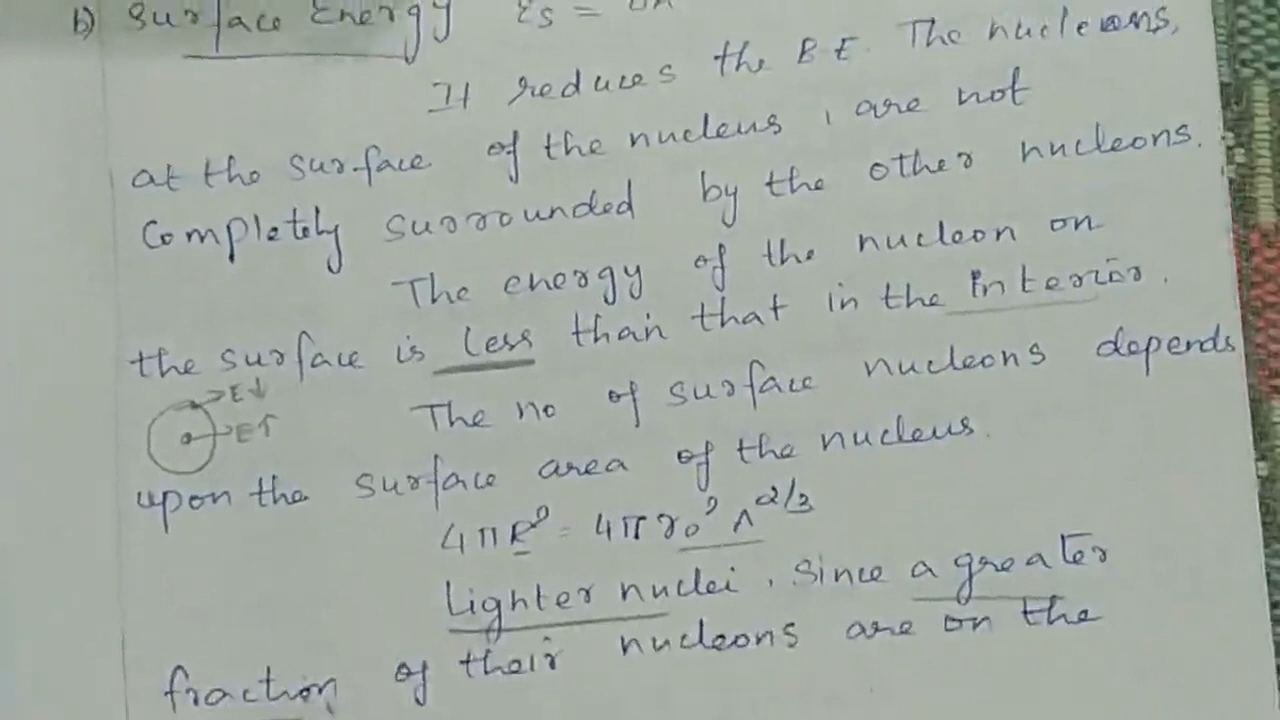 b) Surface Energy Es =
It reduces the B E. The nucleons,
at the surface of the nucleus, are not
Completely surrounded by the other nucleons.
The energy of the nucleon on
the surface is less than that in the interior.
E↓
The no of surface nucleons depends
E↑
upon the surface area of the nucleus.
4πR² = 4πr₀² A^2/3
Lighter nuclei, since a greater
fraction of their nucleons are on the